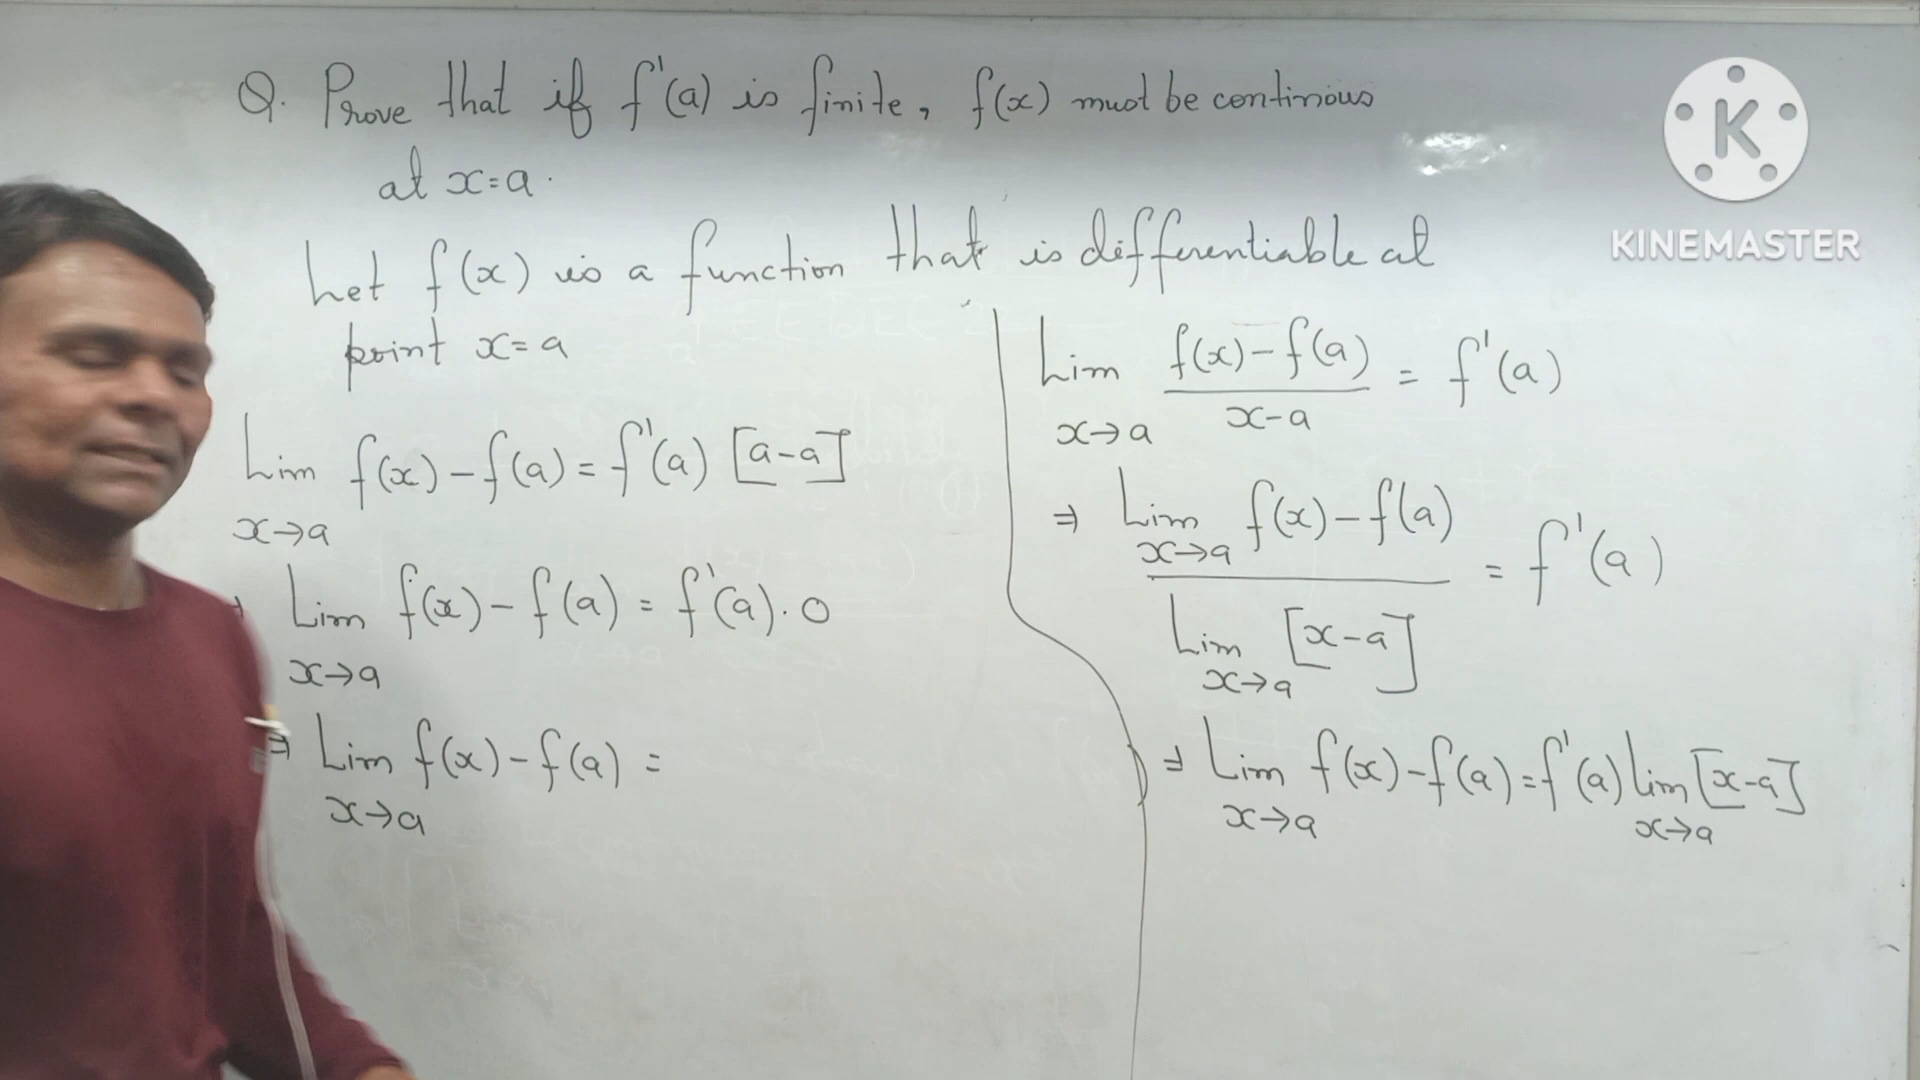 Q. Prove that if f'(a) is finite, f(x) must be continious
at x=a.
Let f(x) is a function that is differentiable at
point x=a
Lim f(x)-f(a) = f'(a) [a-a]
x→a
⇒ Lim f(x)-f(a) = f'(a).0
x→a
⇒ Lim f(x)-f(a) =
x→a
Lim f(x)-f(a) = f'(a)
x→a x-a
⇒ Lim f(x)-f(a)
x→a
= f'(a)
Lim [x-a]
x→a
⇒ Lim f(x)-f(a)=f'(a) lim [x-a]
x→a x→a
K
KINEMASTER